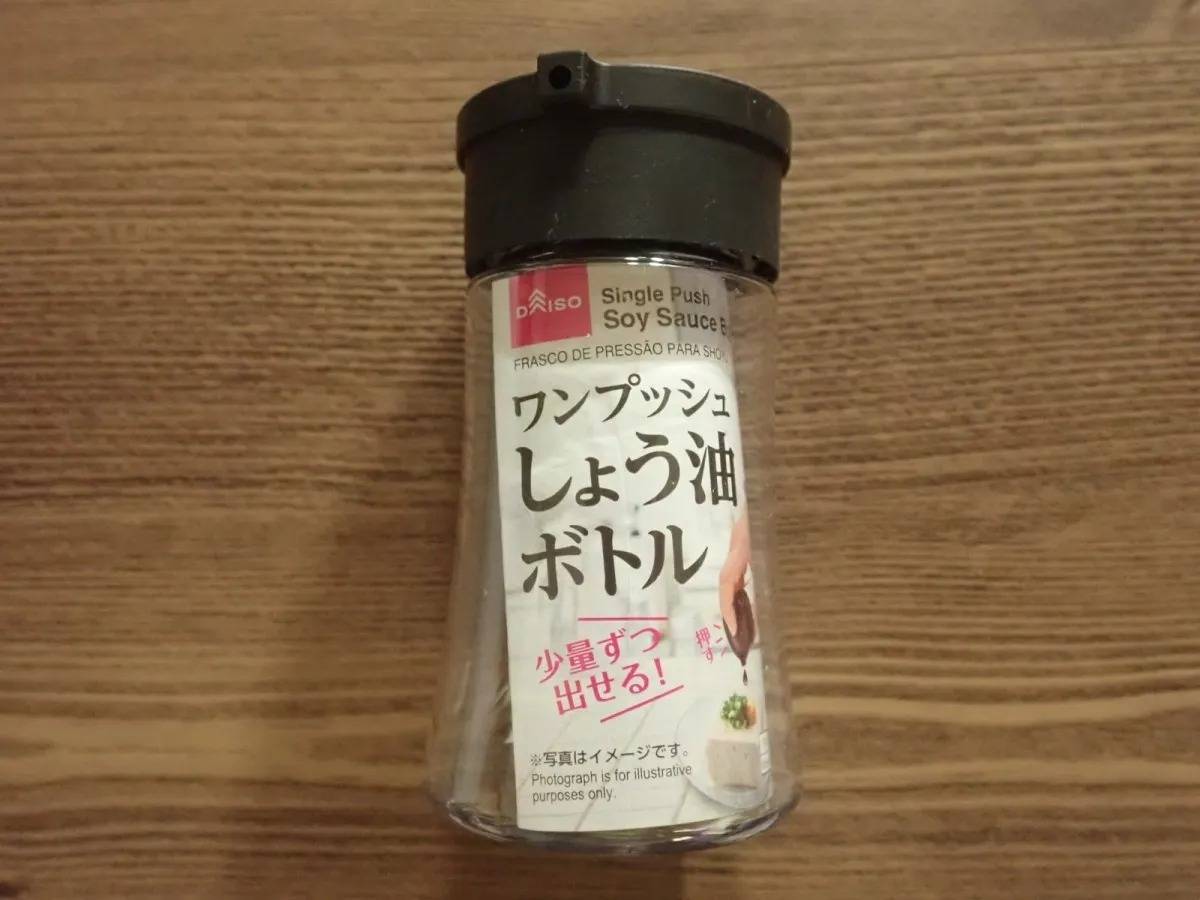 DAISO
Single Push
Soy Sauce
FRASCO DE PRESSÃO PARA
ワンプッシュ
しょう油
ボトル
少量ずつ
出せる!
押す
※写真はイメージです。
Photograph is for illustrative
purposes only.